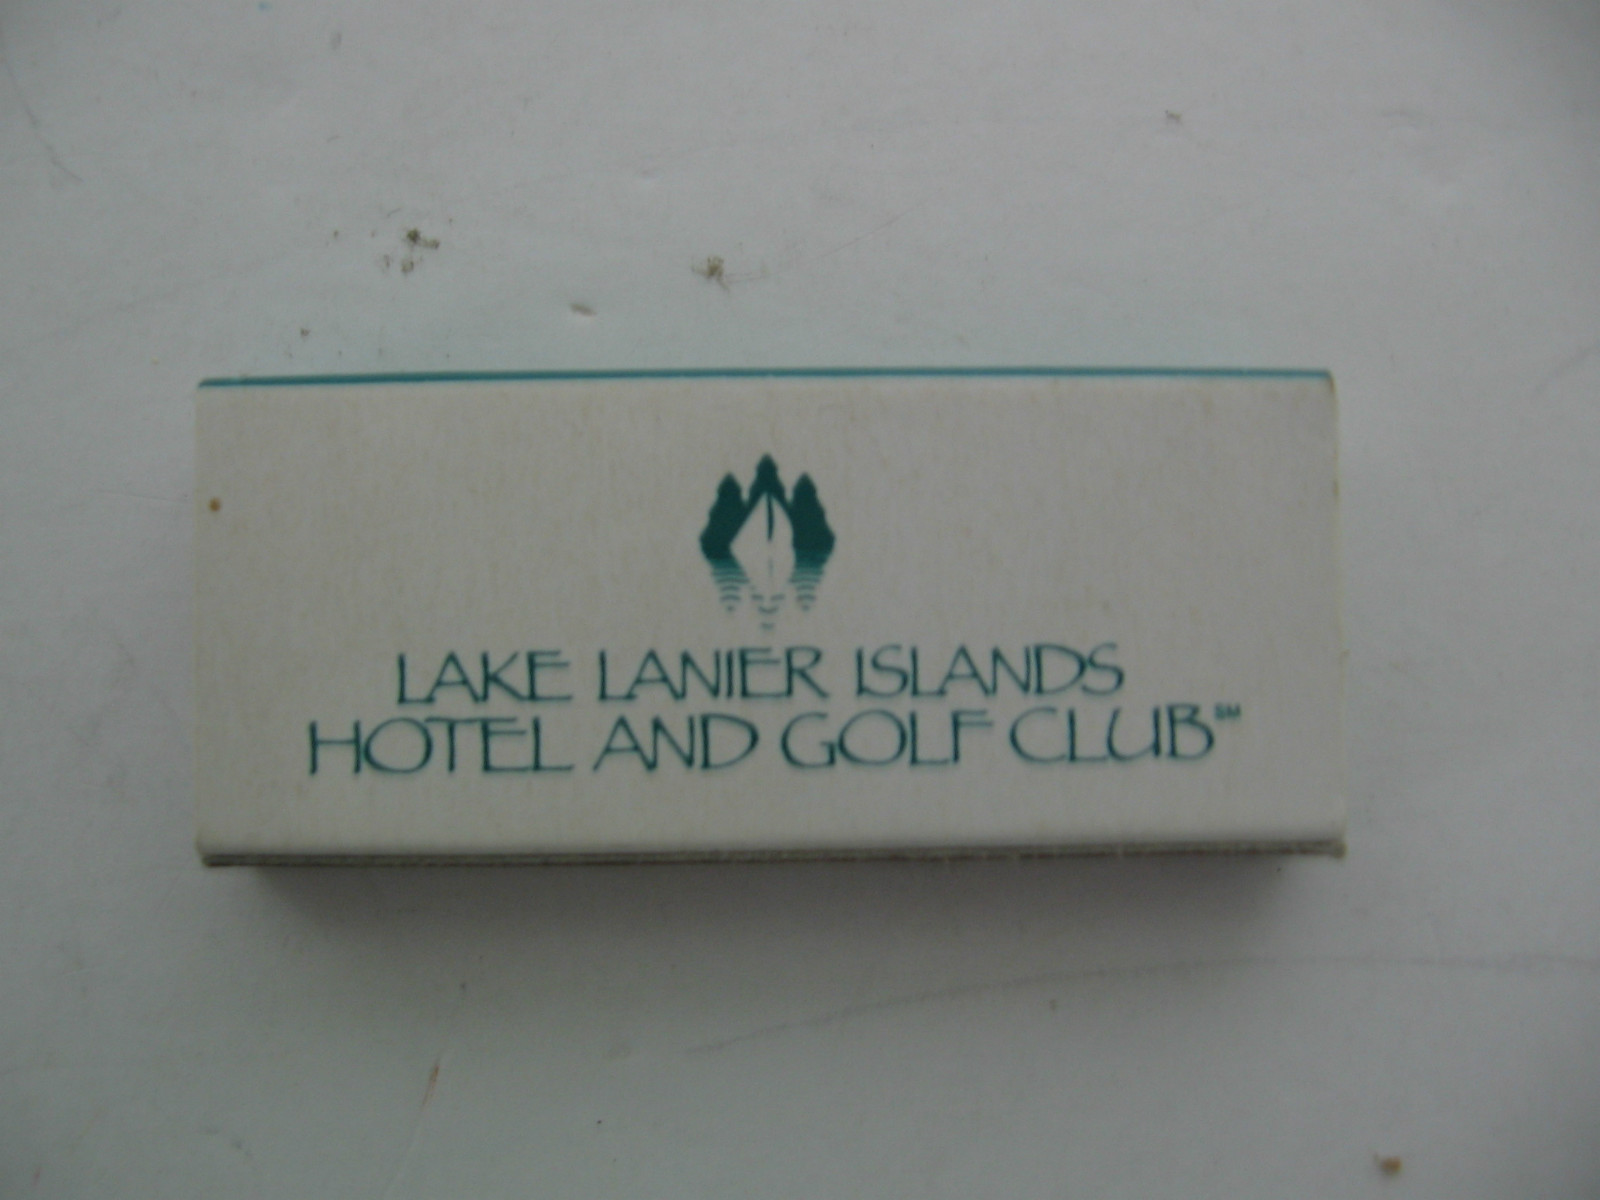 LAKE LANIER ISLANDS
HOTEL AND GOLF CLUB℠